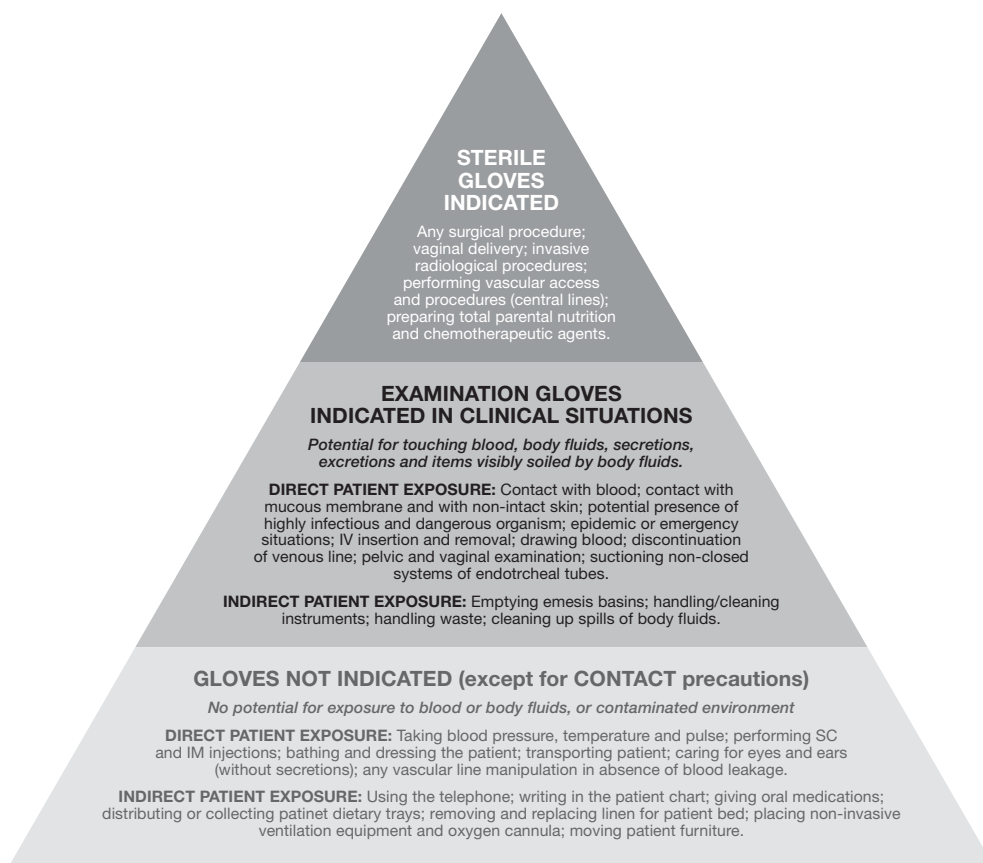 STERILE
GLOVES
INDICATED
Any surgical procedure;
vaginal delivery; invasive
radiological procedures;
performing vascular access
and procedures (central lines);
preparing total parental nutrition
and chemotherapeutic agents.
EXAMINATION GLOVES
INDICATED IN CLINICAL SITUATIONS
Potential for touching blood, body fluids, secretions,
excretions and items visibly soiled by body fluids.
DIRECT PATIENT EXPOSURE: Contact with blood; contact with
mucous membrane and with non-intact skin; potential presence of
highly infectious and dangerous organism; epidemic or emergency
situations; IV insertion and removal; drawing blood; discontinuation
of venous line; pelvic and vaginal examination; suctioning non-closed
systems of endotrcheal tubes.
INDIRECT PATIENT EXPOSURE: Emptying emesis basins; handling/cleaning
instruments; handling waste; cleaning up spills of body fluids.
GLOVES NOT INDICATED (except for CONTACT precautions)
No potential for exposure to blood or body fluids, or contaminated environment
DIRECT PATIENT EXPOSURE: Taking blood pressure, temperature and pulse; performing SC
and IM injections; bathing and dressing the patient; transporting patient; caring for eyes and ears
(without secretions); any vascular line manipulation in absence of blood leakage.
INDIRECT PATIENT EXPOSURE: Using the telephone; writing in the patient chart; giving oral medications;
distributing or collecting patinet dietary trays; removing and replacing linen for patient bed; placing non-invasive
ventilation equipment and oxygen cannula; moving patient furniture.